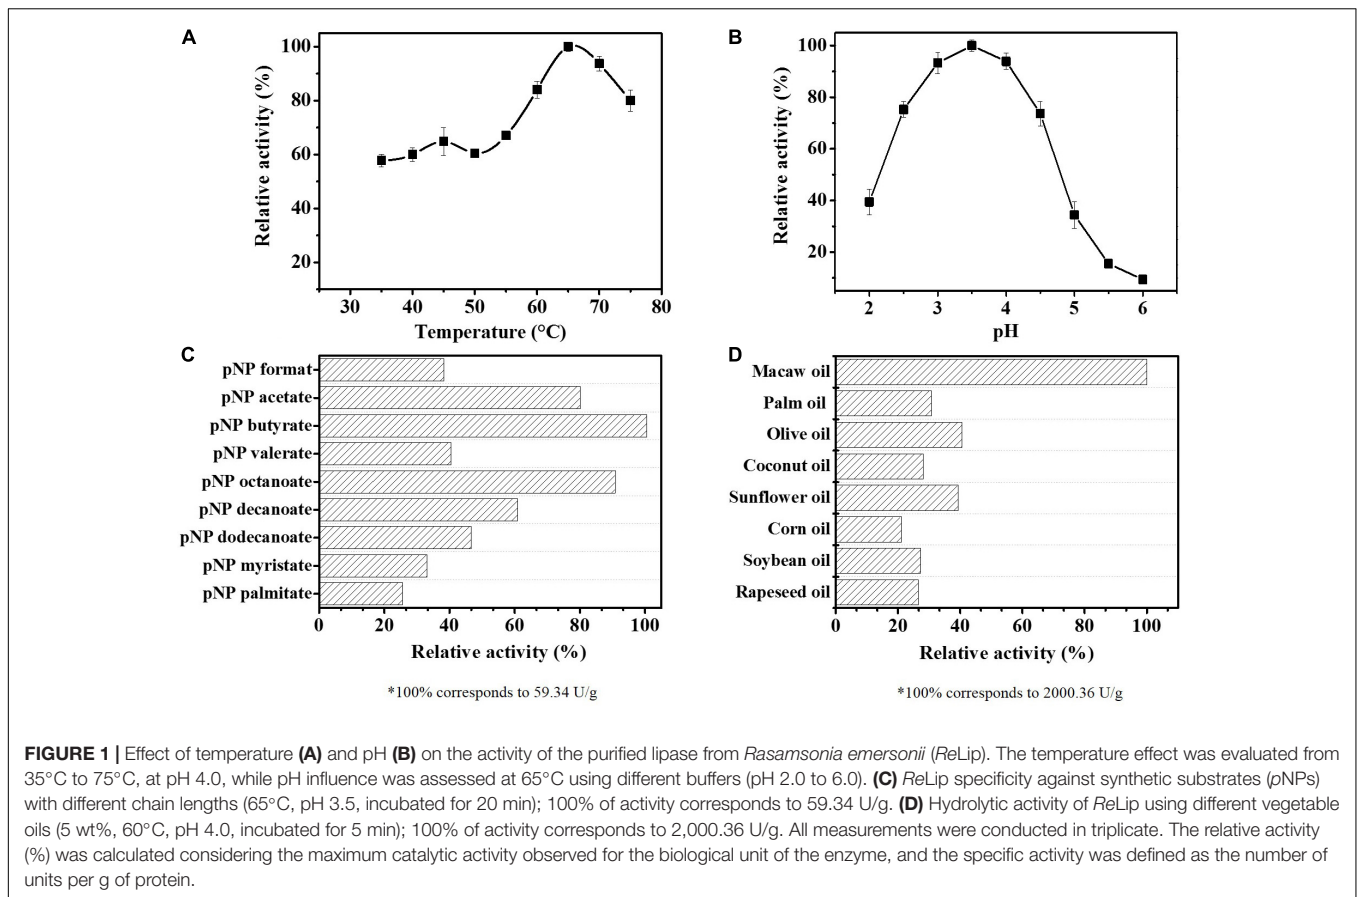 A
100
80
60
40
20
Relative activity (%)
30 40 50 60 70 80
Temperature (°C)
B
100
80
60
40
20
Relative activity (%)
2 3 4 5 6
pH
C
pNP format
pNP acetate
pNP butyrate
pNP valerate
pNP octanoate
pNP decanoate
pNP dodecanoate
pNP myristate
pNP palmitate
0 20 40 60 80 100
Relative activity (%)
*100% corresponds to 59.34 U/g
D
Macaw oil
Palm oil
Olive oil
Coconut oil
Sunflower oil
Corn oil
Soybean oil
Rapeseed oil
0 20 40 60 80 100
Relative activity (%)
*100% corresponds to 2000.36 U/g
FIGURE 1 | Effect of temperature (A) and pH (B) on the activity of the purified lipase from Rasamsonia emersonii (ReLip). The temperature effect was evaluated from
35°C to 75°C, at pH 4.0, while pH influence was assessed at 65°C using different buffers (pH 2.0 to 6.0). (C) ReLip specificity against synthetic substrates (pNPs)
with different chain lengths (65°C, pH 3.5, incubated for 20 min); 100% of activity corresponds to 59.34 U/g. (D) Hydrolytic activity of ReLip using different vegetable
oils (5 wt%, 60°C, pH 4.0, incubated for 5 min); 100% of activity corresponds to 2,000.36 U/g. All measurements were conducted in triplicate. The relative activity
(%) was calculated considering the maximum catalytic activity observed for the biological unit of the enzyme, and the specific activity was defined as the number of
units per g of protein.